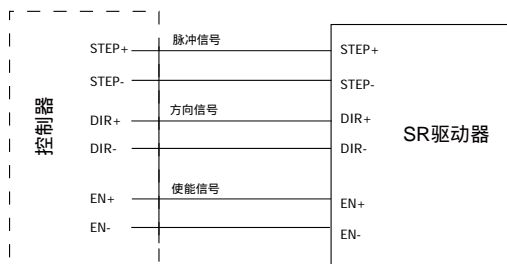 控制器
STEP+
STEP-
DIR+
DIR-
EN+
EN-
脉冲信号
方向信号
使能信号
STEP+
STEP-
DIR+
DIR-
EN+
EN-
SR驱动器